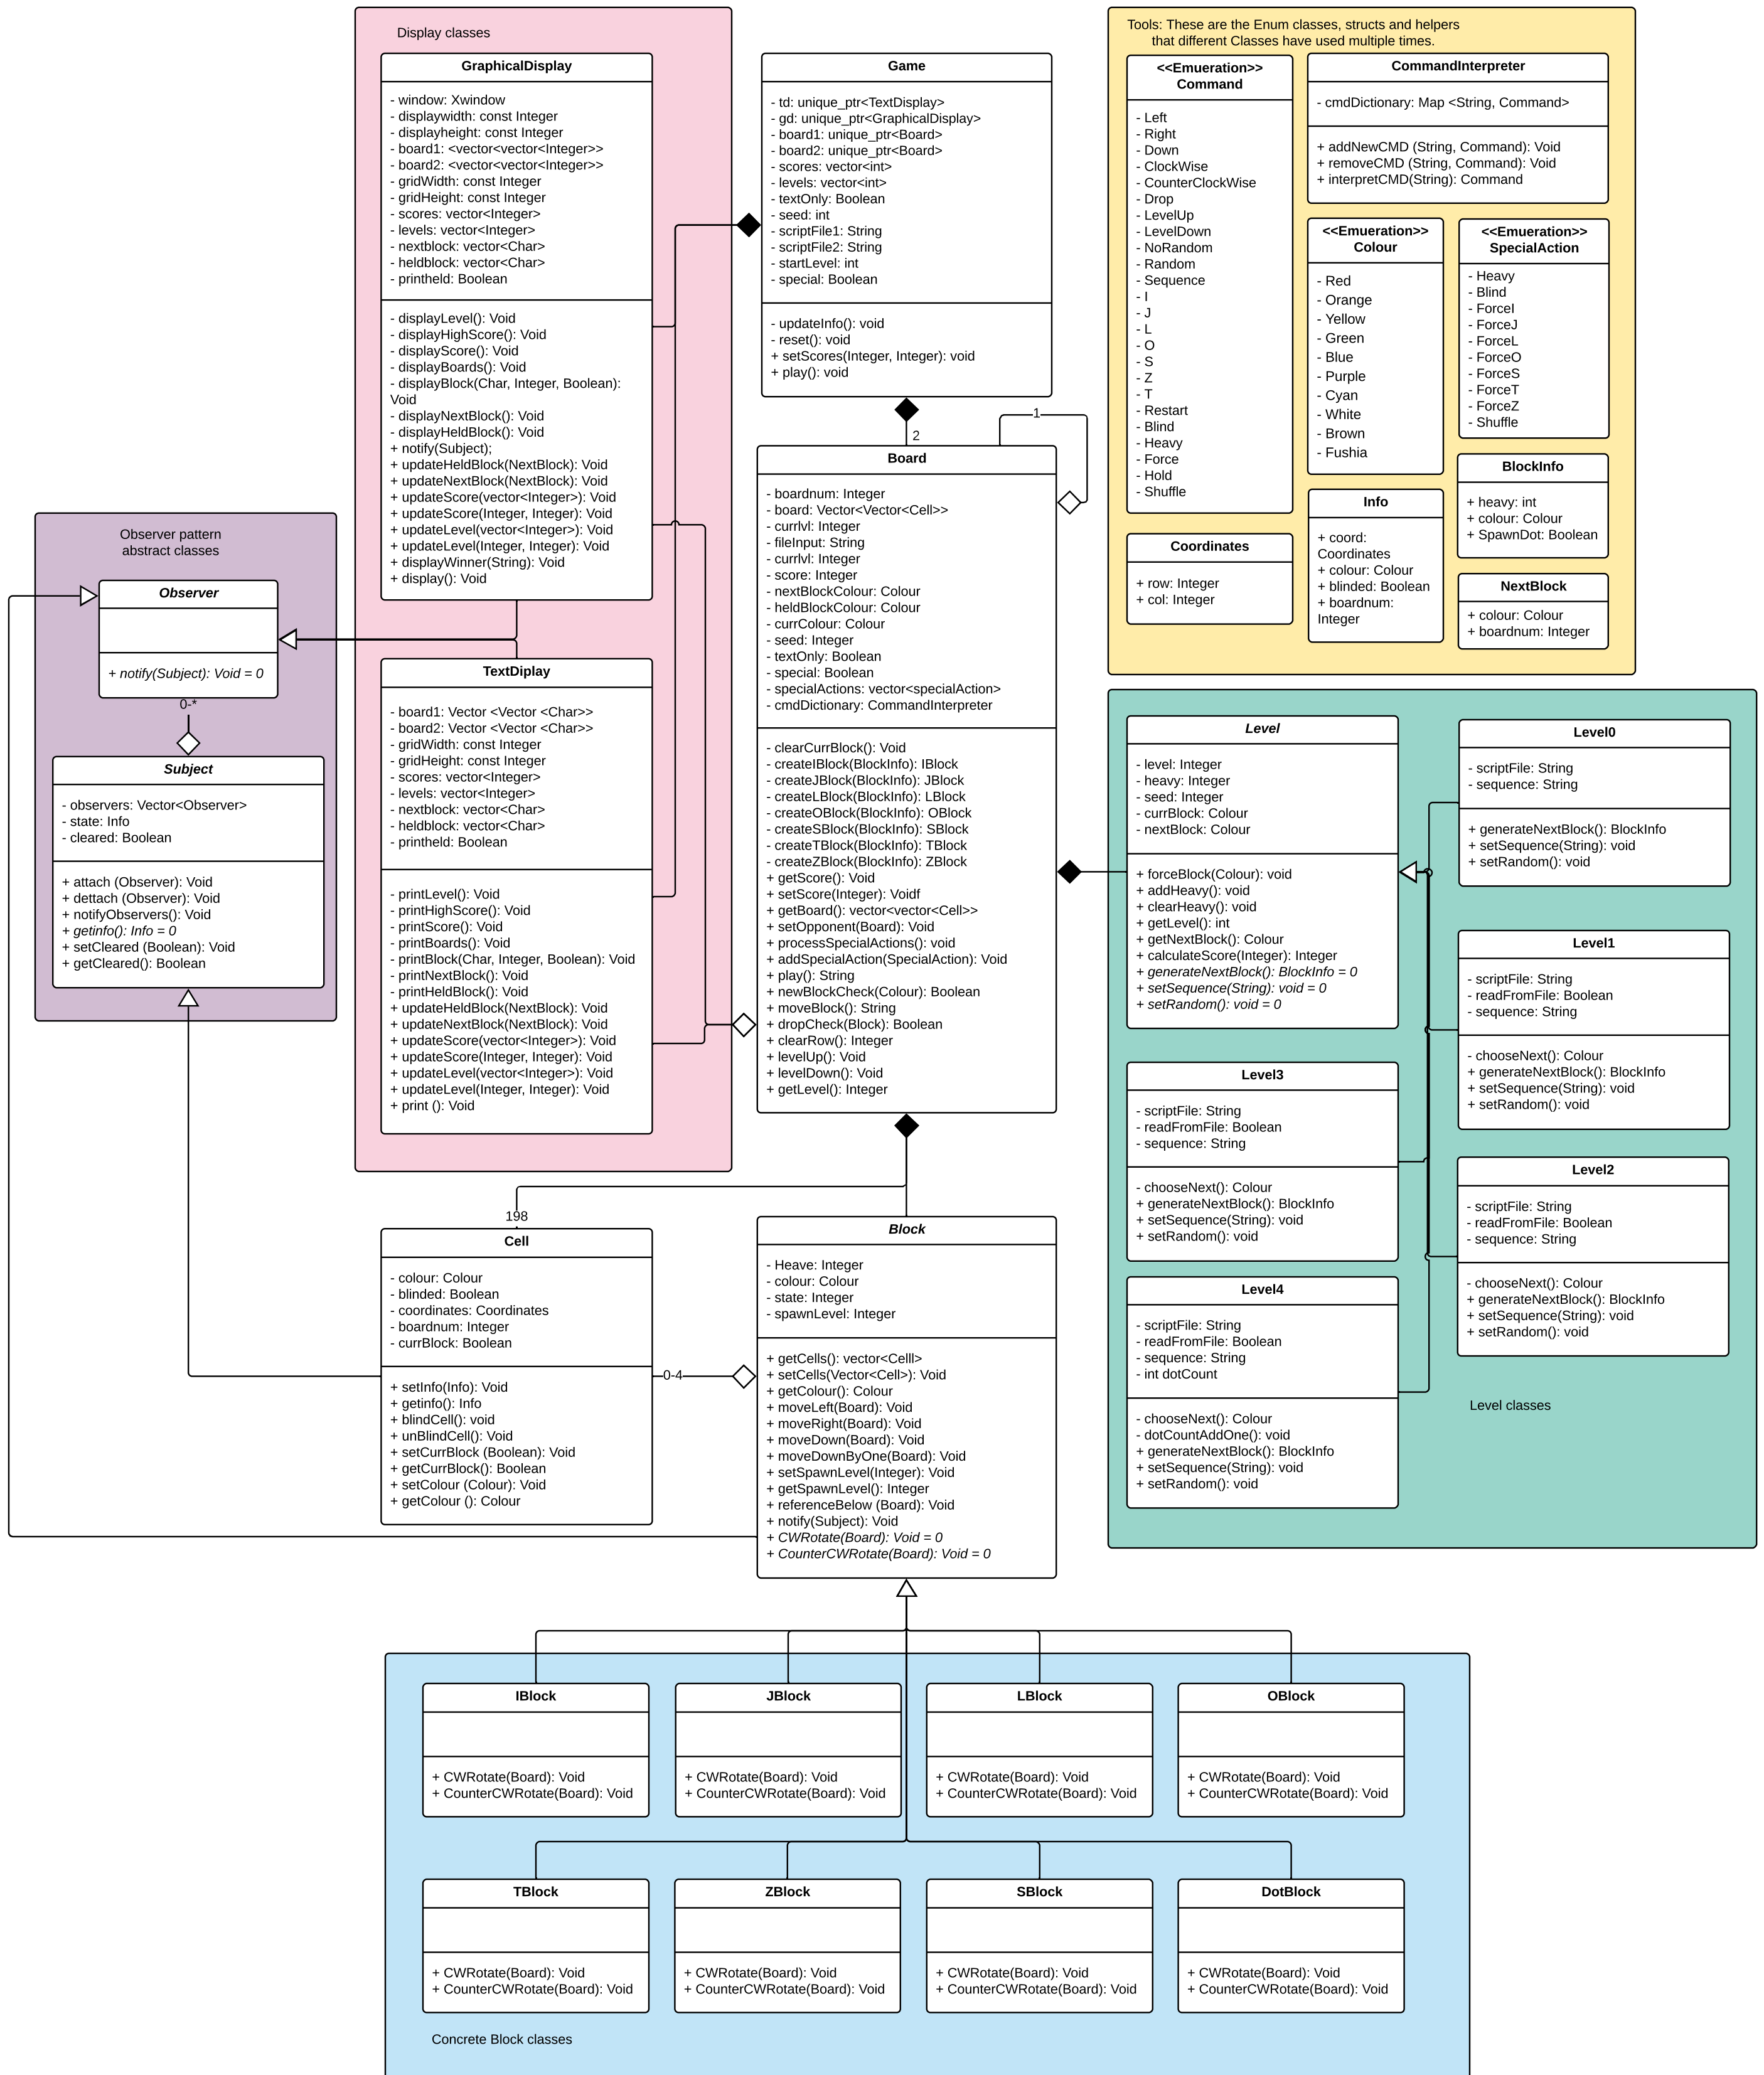 Display classes
GraphicalDisplay
- window: Xwindow
- displaywidth: const Integer
- displayheight: const Integer
- board1: <vector<vector<Integer>>
- board2: <vector<vector<Integer>>
- gridWidth: const Integer
- gridHeight: const Integer
- scores: vector<Integer>
- levels: vector<Integer>
- nextblock: vector<Char>
- heldblock: vector<Char>
- printheld: Boolean
- displayLevel(): Void
- displayHighScore(): Void
- displayScore(): Void
- displayBoards(): Void
- displayBlock(Char, Integer, Boolean):
Void
- displayNextBlock(): Void
- displayHeldBlock(): Void
+ notify(Subject);
+ updateHeldBlock(NextBlock): Void
+ updateNextBlock(NextBlock): Void
+ updateScore(vector<Integer>): Void
+ updateScore(Integer, Integer): Void
+ updateLevel(vector<Integer>): Void
+ updateLevel(Integer, Integer): Void
+ displayWinner(String): Void
+ display(): Void
Game
- td: unique_ptr<TextDisplay>
- gd: unique_ptr<GraphicalDisplay>
- board1: unique_ptr<Board>
- board2: unique_ptr<Board>
- scores: vector<int>
- levels: vector<int>
- textOnly: Boolean
- seed: int
- scriptFile1: String
- scriptFile2: String
- startLevel: int
- special: Boolean
- updateInfo(): void
- reset(): void
+ setScores(Integer, Integer): void
+ play(): void
Tools: These are the Enum classes, structs and helpers
that different Classes have used multiple times.
<<Emueration>>
Command
- Left
- Right
- Down
- ClockWise
- CounterClockWise
- Drop
- LevelUp
- LevelDown
- NoRandom
- Random
- Sequence
- I
- J
- L
- O
- S
- Z
- T
- Restart
- Blind
- Heavy
- Force
- Hold
- Shuffle
CommandInterpreter
- cmdDictionary: Map <String, Command>
+ addNewCMD (String, Command): Void
+ removeCMD (String, Command): Void
+ interpretCMD(String): Command
<<Emueration>>
Colour
- Red
- Orange
- Yellow
- Green
- Blue
- Purple
- Cyan
- White
- Brown
- Fushia
<<Emueration>>
SpecialAction
- Heavy
- Blind
- ForceI
- ForceJ
- ForceL
- ForceO
- ForceS
- ForceT
- ForceZ
- Shuffle
BlockInfo
+ heavy: int
+ colour: Colour
+ SpawnDot: Boolean
Coordinates
+ row: Integer
+ col: Integer
Info
+ coord:
Coordinates
+ colour: Colour
+ blinded: Boolean
+ boardnum:
Integer
NextBlock
+ colour: Colour
+ boardnum: Integer
2
1
Board
- boardnum: Integer
- board: Vector<Vector<Cell>>
- currlvl: Integer
- fileInput: String
- currlvl: Integer
- score: Integer
- nextBlockColour: Colour
- heldBlockColour: Colour
- currColour: Colour
- seed: Integer
- textOnly: Boolean
- special: Boolean
- specialActions: vector<specialAction>
- cmdDictionary: CommandInterpreter
- clearCurrBlock(): Void
- createIBlock(BlockInfo): IBlock
- createJBlock(BlockInfo): JBlock
- createLBlock(BlockInfo): LBlock
- createOBlock(BlockInfo): OBlock
- createSBlock(BlockInfo): SBlock
- createTBlock(BlockInfo): TBlock
- createZBlock(BlockInfo): ZBlock
+ getScore(): Void
+ setScore(Integer): Voidf
+ getBoard(): vector<vector<Cell>>
+ setOpponent(Board): Void
+ processSpecialActions(): void
+ addSpecialAction(SpecialAction): Void
+ play(): String
+ newBlockCheck(Colour): Boolean
+ moveBlock(): String
+ dropCheck(Block): Boolean
+ clearRow(): Integer
+ levelUp(): Void
+ levelDown(): Void
+ getLevel(): Integer
Observer pattern
abstract classes
Observer
+ notify(Subject): Void = 0
0-*
Subject
- observers: Vector<Observer>
- state: Info
- cleared: Boolean
+ attach (Observer): Void
+ dettach (Observer): Void
+ notifyObservers(): Void
+ getinfo(): Info = 0
+ setCleared (Boolean): Void
+ getCleared(): Boolean
TextDiplay
- board1: Vector <Vector <Char>>
- board2: Vector <Vector <Char>>
- gridWidth: const Integer
- gridHeight: const Integer
- scores: vector<Integer>
- levels: vector<Integer>
- nextblock: vector<Char>
- heldblock: vector<Char>
- printheld: Boolean
- printLevel(): Void
- printHighScore(): Void
- printScore(): Void
- printBoards(): Void
- printBlock(Char, Integer, Boolean): Void
- printNextBlock(): Void
- printHeldBlock(): Void
+ updateHeldBlock(NextBlock): Void
+ updateNextBlock(NextBlock): Void
+ updateScore(vector<Integer>): Void
+ updateScore(Integer, Integer): Void
+ updateLevel(vector<Integer>): Void
+ updateLevel(Integer, Integer): Void
+ print (): Void
Level
- level: Integer
- heavy: Integer
- seed: Integer
- currBlock: Colour
- nextBlock: Colour
+ forceBlock(Colour): void
+ addHeavy(): void
+ clearHeavy(): void
+ getLevel(): int
+ getNextBlock(): Colour
+ calculateScore(Integer): Integer
+ generateNextBlock(): BlockInfo = 0
+ setSequence(String): void = 0
+ setRandom(): void = 0
Level0
- scriptFile: String
- sequence: String
+ generateNextBlock(): BlockInfo
+ setSequence(String): void
+ setRandom(): void
Level1
- scriptFile: String
- readFromFile: Boolean
- sequence: String
- chooseNext(): Colour
+ generateNextBlock(): BlockInfo
+ setSequence(String): void
+ setRandom(): void
Level3
- scriptFile: String
- readFromFile: Boolean
- sequence: String
- chooseNext(): Colour
+ generateNextBlock(): BlockInfo
+ setSequence(String): void
+ setRandom(): void
Level2
- scriptFile: String
- readFromFile: Boolean
- sequence: String
- chooseNext(): Colour
+ generateNextBlock(): BlockInfo
+ setSequence(String): void
+ setRandom(): void
Level4
- scriptFile: String
- readFromFile: Boolean
- sequence: String
- int dotCount
- chooseNext(): Colour
- dotCountAddOne(): void
+ generateNextBlock(): BlockInfo
+ setSequence(String): void
+ setRandom(): void
Level classes
198
Cell
- colour: Colour
- blinded: Boolean
- coordinates: Coordinates
- boardnum: Integer
- currBlock: Boolean
+ setInfo(Info): Void
+ getinfo(): Info
+ blindCell(): void
+ unBlindCell(): Void
+ setCurrBlock (Boolean): Void
+ getCurrBlock(): Boolean
+ setColour (Colour): Void
+ getColour (): Colour
0-4
Block
- Heave: Integer
- colour: Colour
- state: Integer
- spawnLevel: Integer
+ getCells(): vector<Celll>
+ setCells(Vector<Cell>): Void
+ getColour(): Colour
+ moveLeft(Board): Void
+ moveRight(Board): Void
+ moveDown(Board): Void
+ moveDownByOne(Board): Void
+ setSpawnLevel(Integer): Void
+ getSpawnLevel(): Integer
+ referenceBelow (Board): Void
+ notify(Subject): Void
+ CWRotate(Board): Void = 0
+ CounterCWRotate(Board): Void = 0
IBlock
+ CWRotate(Board): Void
+ CounterCWRotate(Board): Void
JBlock
+ CWRotate(Board): Void
+ CounterCWRotate(Board): Void
LBlock
+ CWRotate(Board): Void
+ CounterCWRotate(Board): Void
OBlock
+ CWRotate(Board): Void
+ CounterCWRotate(Board): Void
TBlock
+ CWRotate(Board): Void
+ CounterCWRotate(Board): Void
ZBlock
+ CWRotate(Board): Void
+ CounterCWRotate(Board): Void
SBlock
+ CWRotate(Board): Void
+ CounterCWRotate(Board): Void
DotBlock
+ CWRotate(Board): Void
+ CounterCWRotate(Board): Void
Concrete Block classes